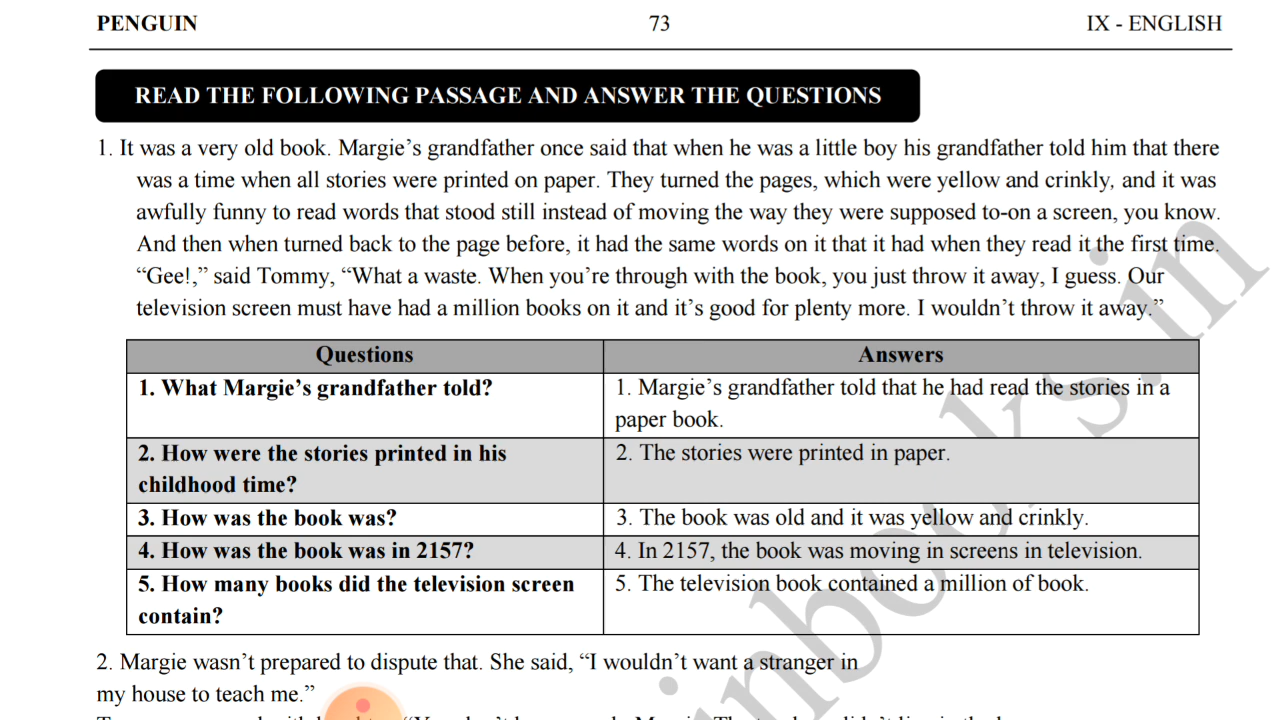 PENGUIN 73 IX - ENGLISH
READ THE FOLLOWING PASSAGE AND ANSWER THE QUESTIONS
1. It was a very old book. Margie’s grandfather once said that when he was a little boy his grandfather told him that there
was a time when all stories were printed on paper. They turned the pages, which were yellow and crinkly, and it was
awfully funny to read words that stood still instead of moving the way they were supposed to-on a screen, you know.
And then when turned back to the page before, it had the same words on it that it had when they read it the first time.
“Gee!,” said Tommy, “What a waste. When you’re through with the book, you just throw it away, I guess. Our
television screen must have had a million books on it and it’s good for plenty more. I wouldn’t throw it away.”
Questions Answers
1. What Margie’s grandfather told? 1. Margie’s grandfather told that he had read the stories in a
paper book.
2. How were the stories printed in his 2. The stories were printed in paper.
childhood time?
3. How was the book was? 3. The book was old and it was yellow and crinkly.
4. How was the book was in 2157? 4. In 2157, the book was moving in screens in television.
5. How many books did the television screen 5. The television book contained a million of book.
contain?
2. Margie wasn’t prepared to dispute that. She said, “I wouldn’t want a stranger in
my house to teach me.”
inbooks.in